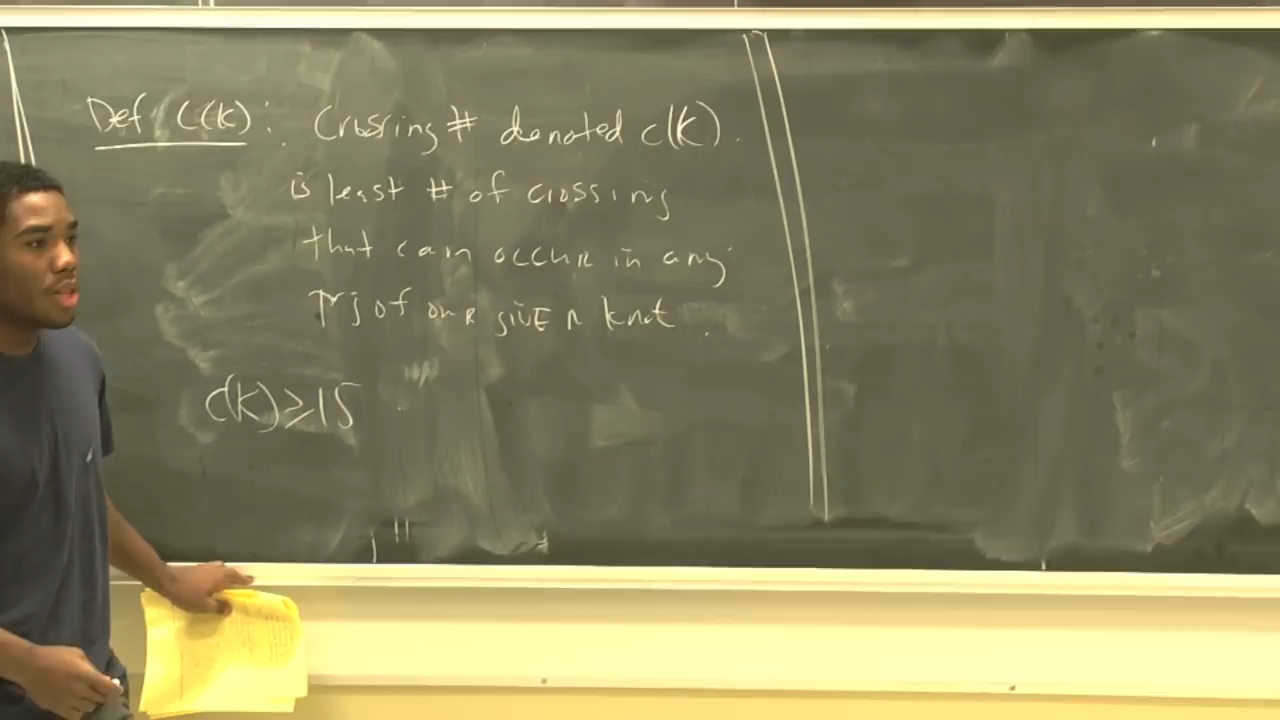 Def C(K): Crossing # denoted c(K).
is least # of crossing
that can occur in any
Prj of our given knot.
c(K) ≥ 15